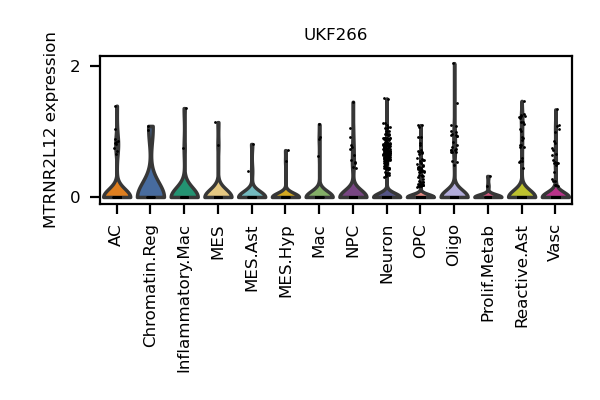 UKF266
MTRNR2L12 expression
2
0
AC
Chromatin.Reg
Inflammatory.Mac
MES
MES.Ast
MES.Hyp
Mac
NPC
Neuron
OPC
Oligo
Prolif.Metab
Reactive.Ast
Vasc